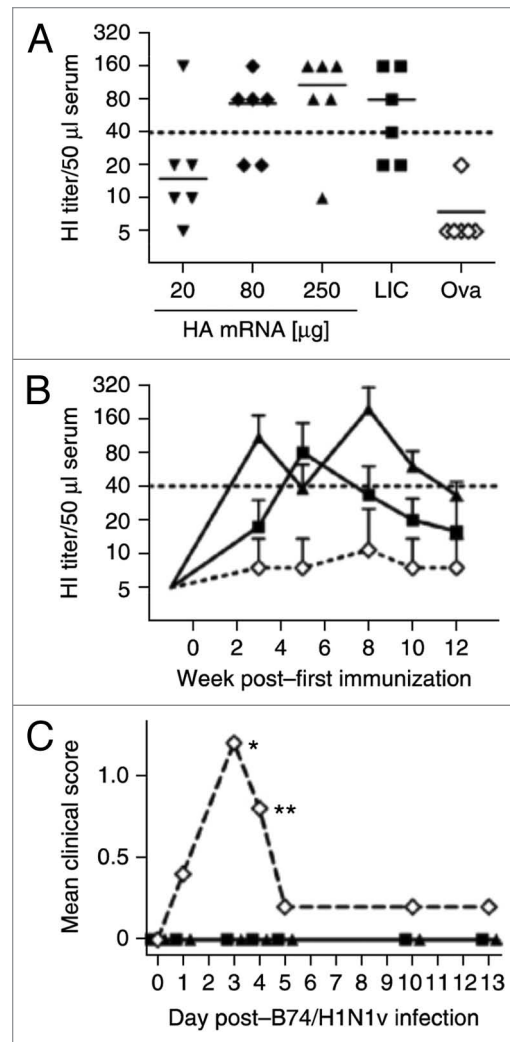 A
320
160
80
40
20
10
5
HI titer/50 µl serum
20 80 250 LIC Ova
HA mRNA [µg]
B
320
160
80
40
20
10
5
HI titer/50 µl serum
0 2 4 6 8 10 12
Week post–first immunization
C
1.0
0.5
0
Mean clinical score
*
**
0 1 2 3 4 5 6 7 8 9 10 11 12 13
Day post–B74/H1N1v infection